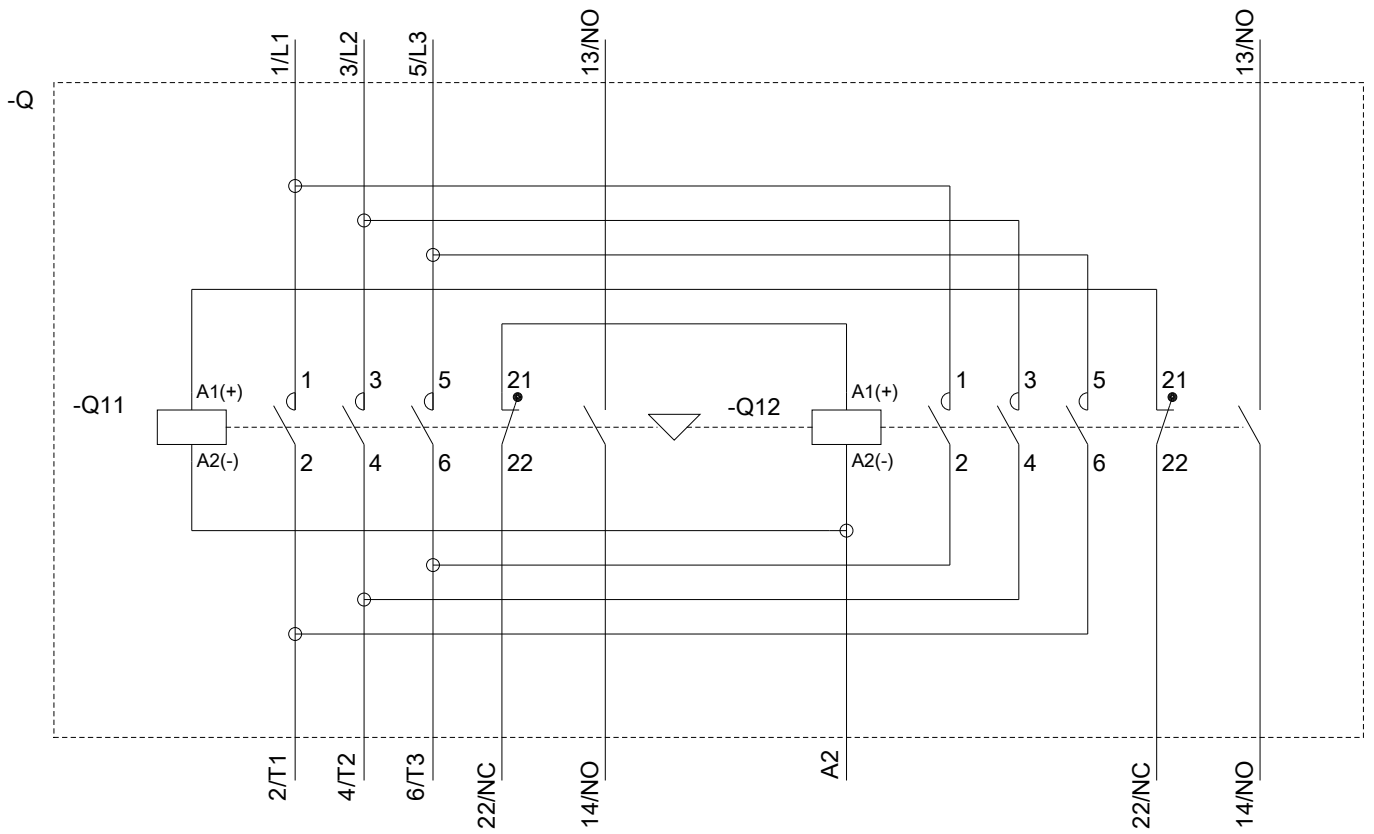 1/L1
3/L2
5/L3
13/NO
13/NO
-Q
-Q11
A1(+)
1
3
5
21
-Q12
A1(+)
1
3
5
21
A2(-)
2
4
6
22
A2(-)
2
4
6
22
2/T1
4/T2
6/T3
22/NC
14/NO
A2
22/NC
14/NO